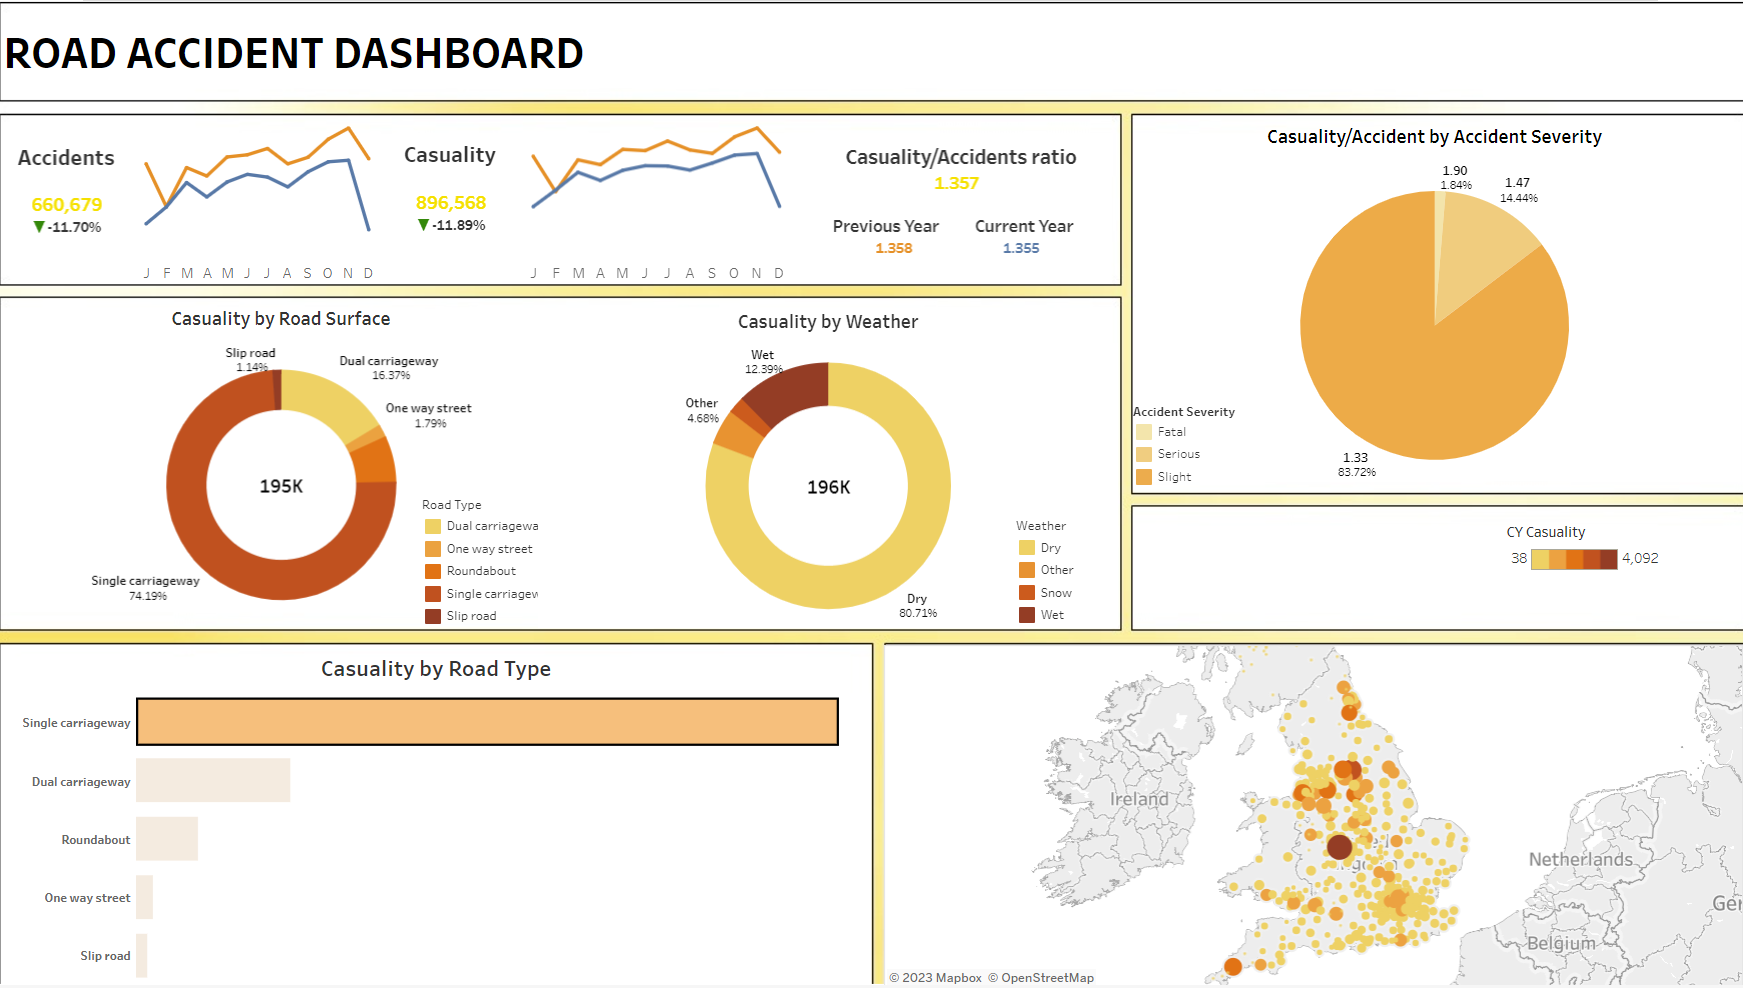 ROAD ACCIDENT DASHBOARD
Accidents
660,679
▼ -11.70%
J F M A M J J A S O N D
Casuality
896,568
▼ -11.89%
J F M A M J J A S O N D
Casuality/Accidents ratio
1.357
Previous Year Current Year
1.358 1.355
Casuality/Accident by Accident Severity
1.90
1.84%
1.47
14.44%
1.33
83.72%
Accident Severity
Fatal
Serious
Slight
Casuality by Road Surface
Slip road
1.14%
Dual carriageway
16.37%
One way street
1.79%
195K
Single carriageway
74.19%
Road Type
Dual carriagewa
One way street
Roundabout
Single carriagev
Slip road
Casuality by Weather
Wet
12.39%
Other
4.68%
196K
Dry
80.71%
Weather
Dry
Other
Snow
Wet
CY Casuality
38 4,092
Casuality by Road Type
Single carriageway
Dual carriageway
Roundabout
One way street
Slip road
Ireland
Netherlands
Ger
Belgium
© 2023 Mapbox © OpenStreetMap